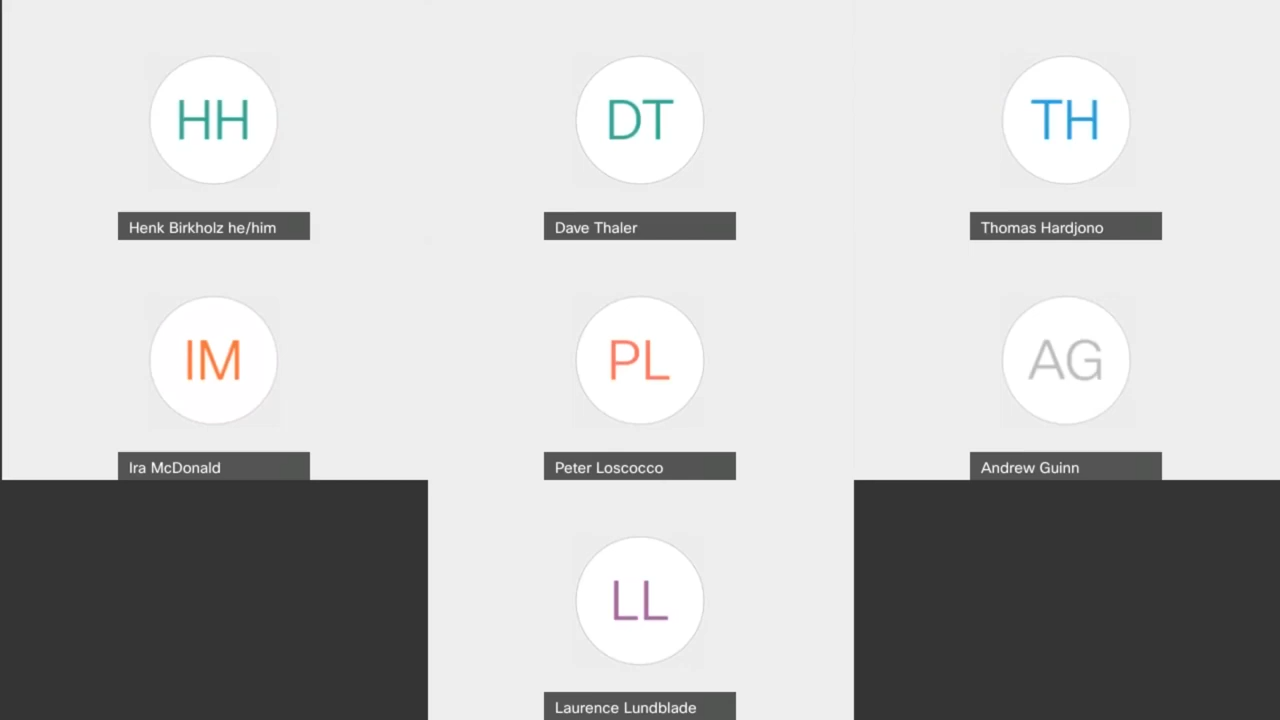 HH
DT
TH
Henk Birkholz he/him
Dave Thaler
Thomas Hardjono
IM
PL
AG
Ira McDonald
Peter Loscocco
Andrew Guinn
LL
Laurence Lundblade